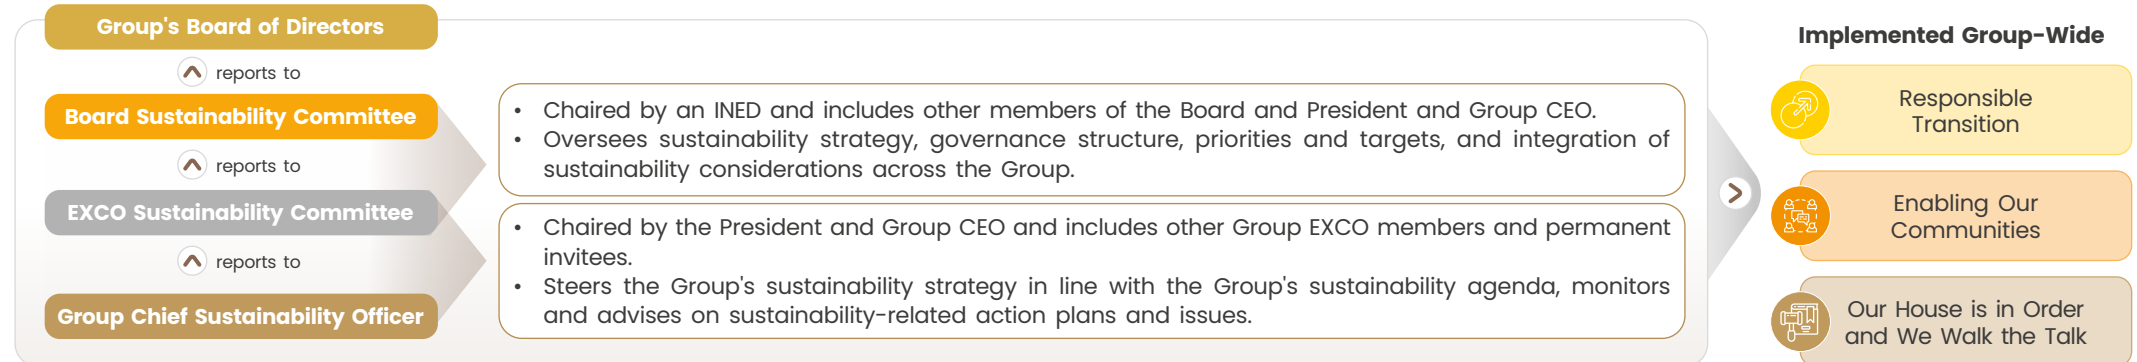 Group's Board of Directors
reports to
Board Sustainability Committee
reports to
EXCO Sustainability Committee
reports to
Group Chief Sustainability Officer
• Chaired by an INED and includes other members of the Board and President and Group CEO.
• Oversees sustainability strategy, governance structure, priorities and targets, and integration of
sustainability considerations across the Group.
• Chaired by the President and Group CEO and includes other Group EXCO members and permanent
invitees.
• Steers the Group's sustainability strategy in line with the Group's sustainability agenda, monitors
and advises on sustainability-related action plans and issues.
Implemented Group-Wide
Responsible
Transition
Enabling Our
Communities
Our House is in Order
and We Walk the Talk